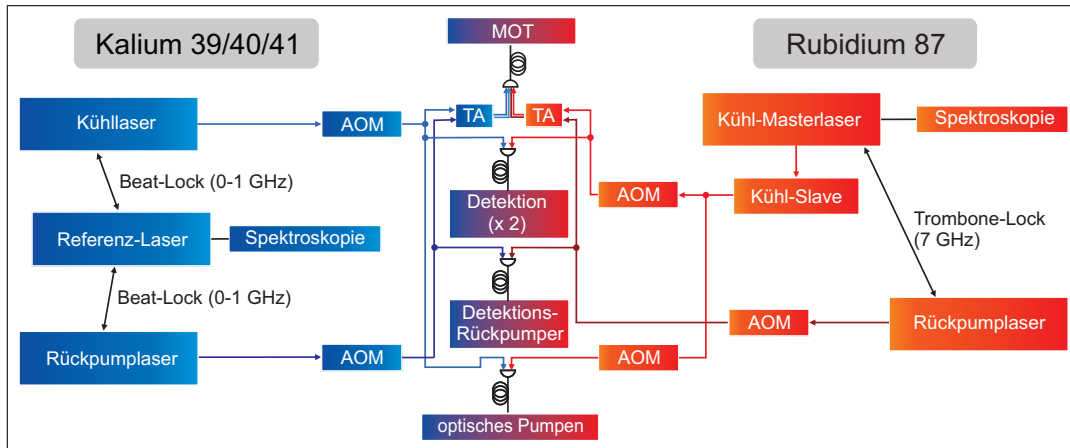 Kalium 39/40/41
MOT
Rubidium 87
Kühllaser
AOM
TA
TA
Kühl-Masterlaser
Spektroskopie
Beat-Lock (0-1 GHz)
Detektion
(x 2)
AOM
Kühl-Slave
Referenz-Laser
Spektroskopie
Trombone-Lock
(7 GHz)
Beat-Lock (0-1 GHz)
Detektions-
Rückpumper
AOM
Rückpumplaser
Rückpumplaser
AOM
AOM
optisches Pumpen